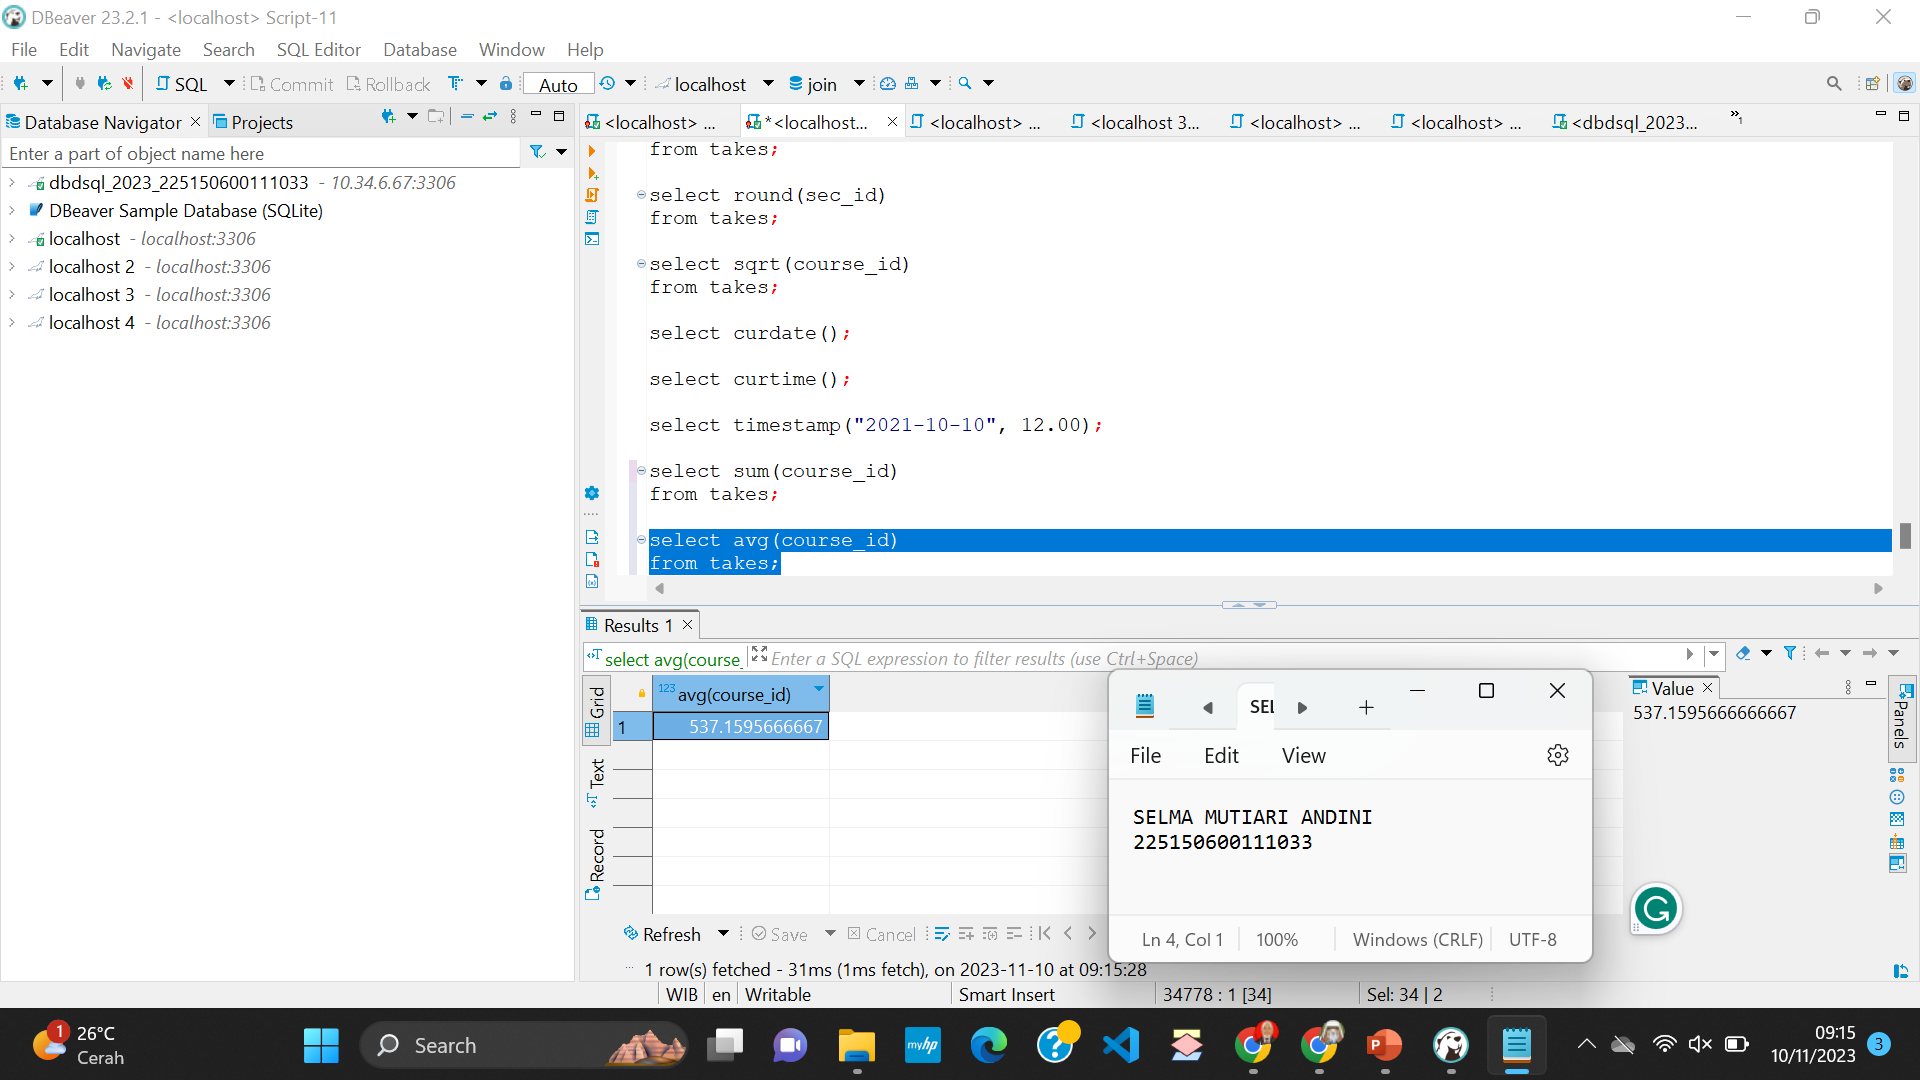 DBeaver 23.2.1 - <localhost> Script-11
File Edit Navigate Search SQL Editor Database Window Help
SQL Commit Rollback Auto localhost join
Database Navigator Projects
<localhost> ... *<localhost... <localhost> ... <localhost 3... <localhost> ... <localhost> ... <dbdsql_2023... »1
Enter a part of object name here
dbdsql_2023_225150600111033 - 10.34.6.67:3306
DBeaver Sample Database (SQLite)
localhost - localhost:3306
localhost 2 - localhost:3306
localhost 3 - localhost:3306
localhost 4 - localhost:3306
from takes;
select round(sec_id)
from takes;
select sqrt(course_id)
from takes;
select curdate();
select curtime();
select timestamp("2021-10-10", 12.00);
select sum(course_id)
from takes;
select avg(course_id)
from takes;
Results 1
select avg(course_ Enter a SQL expression to filter results (use Ctrl+Space)
Grid
Text
Record
123 avg(course_id)
1 537.1595666667
Value
537.1595666666667
Panels
SEL
File Edit View
SELMA MUTIARI ANDINI
225150600111033
Ln 4, Col 1 100% Windows (CRLF) UTF-8
Refresh Save Cancel
1 row(s) fetched - 31ms (1ms fetch), on 2023-11-10 at 09:15:28
WIB en Writable Smart Insert 34778 : 1 [34] Sel: 34 | 2
1 26°C
Cerah
Search
myhp
09:15
10/11/2023
3